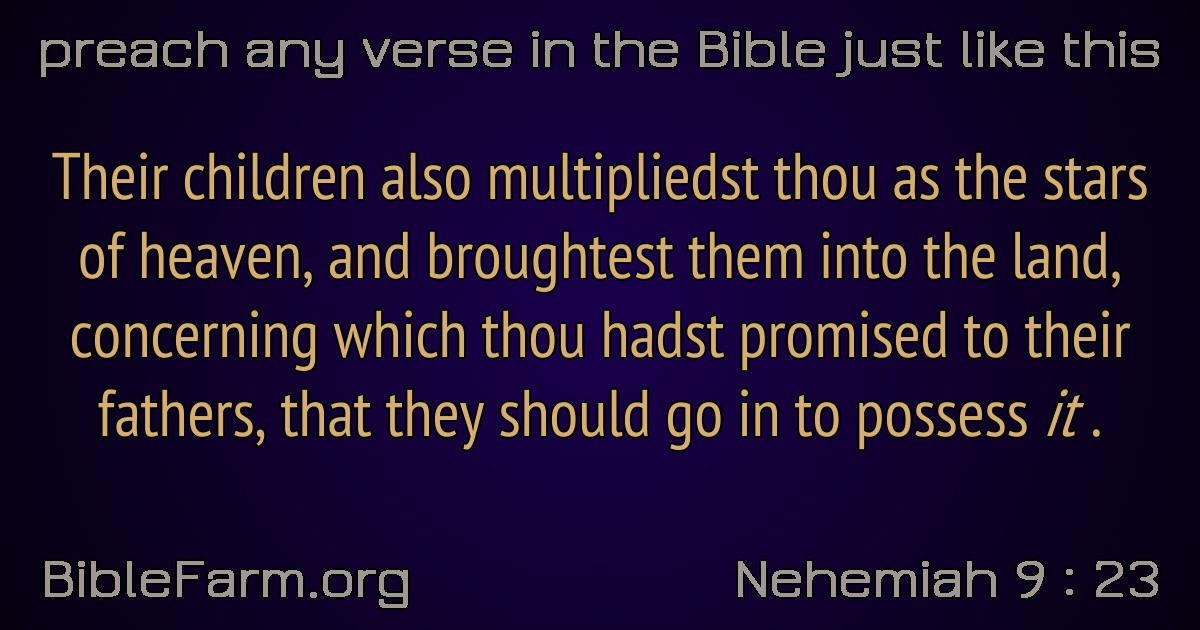 preach any verse in the Bible just like this
Their children also multipliedst thou as the stars
of heaven, and broughtest them into the land,
concerning which thou hadst promised to their
fathers, that they should go in to possess it .
BibleFarm.org
Nehemiah 9 : 23